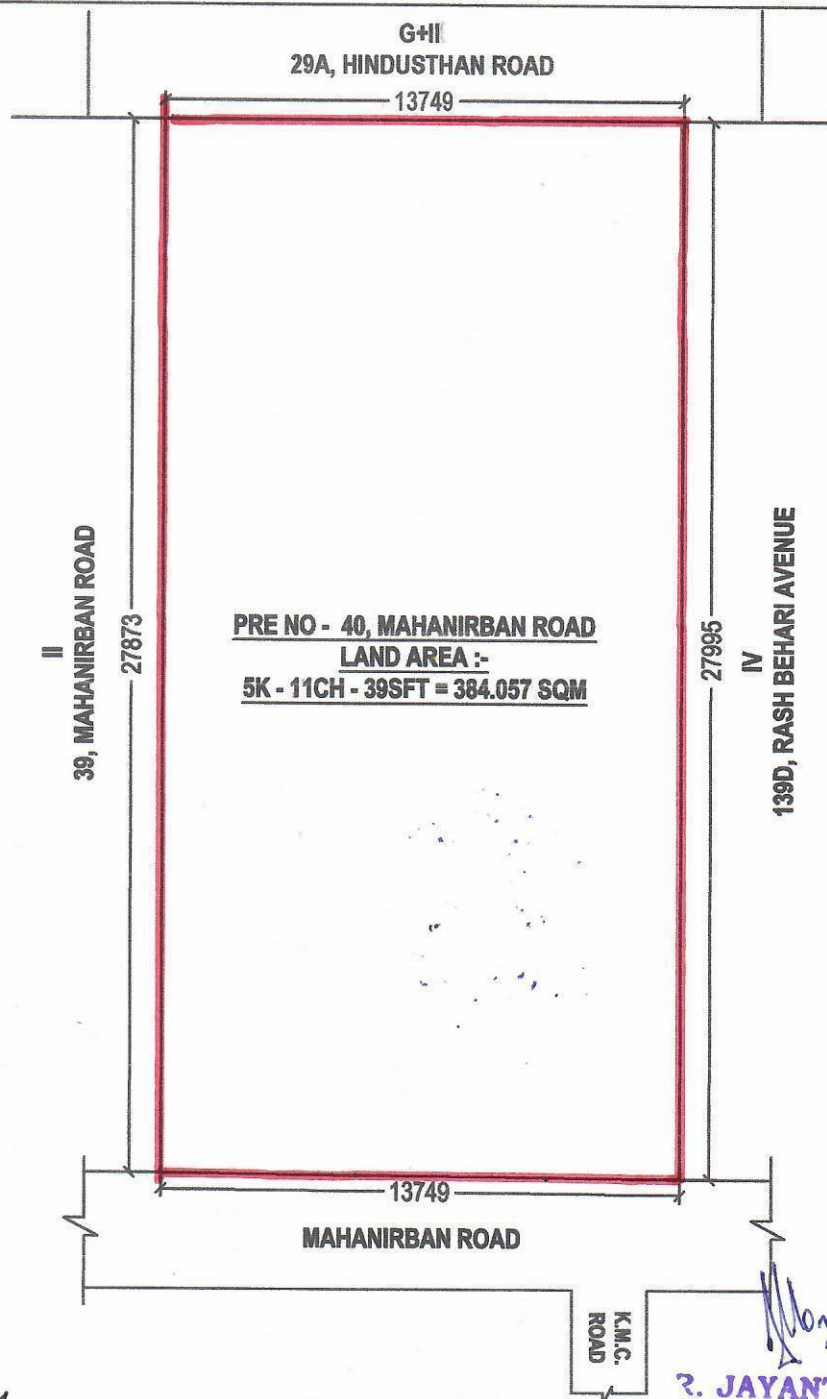 G+II
29A, HINDUSTHAN ROAD
13749
II
39, MAHANIRBAN ROAD
27873
PRE NO - 40, MAHANIRBAN ROAD
LAND AREA :-
5K - 11CH - 39SFT = 384.057 SQM
27995
IV
139D, RASH BEHARI AVENUE
13749
MAHANIRBAN ROAD
K.M.C.
ROAD